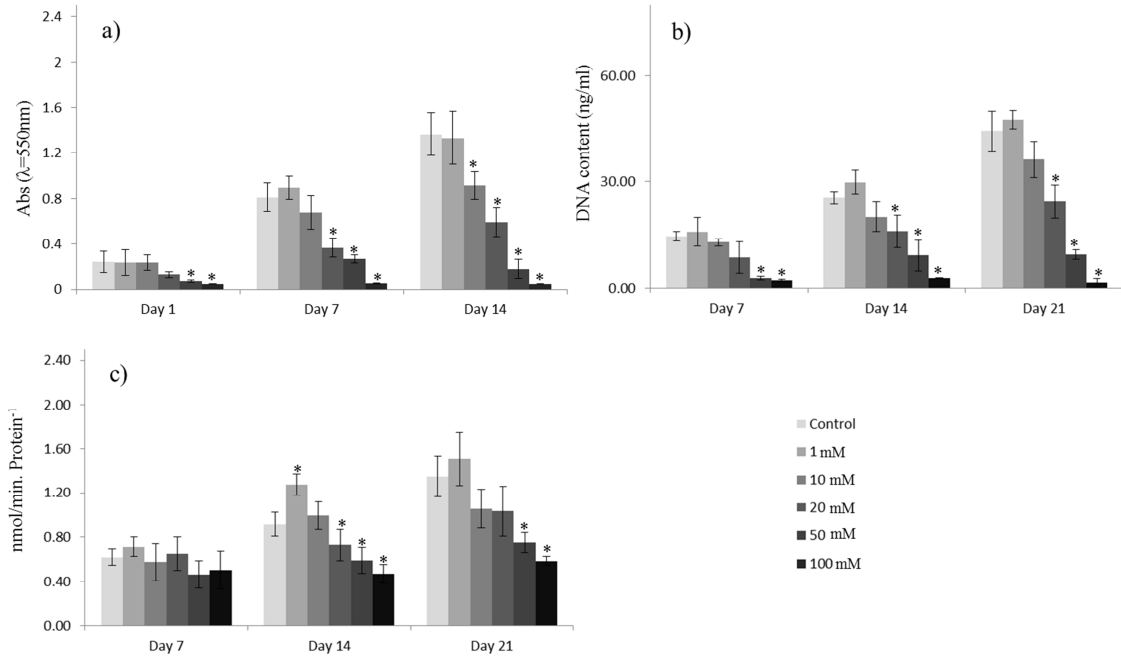 a)
Abs (λ=550nm)
2.4
2
1.6
1.2
0.8
0.4
0
* * * * * * * * *
Day 1 Day 7 Day 14
b)
DNA content (ng/ml)
60.00
30.00
0.00
* * * * * * * *
Day 7 Day 14 Day 21
c)
nmol/min. Protein⁻¹
2.40
2.00
1.60
1.20
0.80
0.40
0.00
* * * * * *
Day 7 Day 14 Day 21
Control
1 mM
10 mM
20 mM
50 mM
100 mM